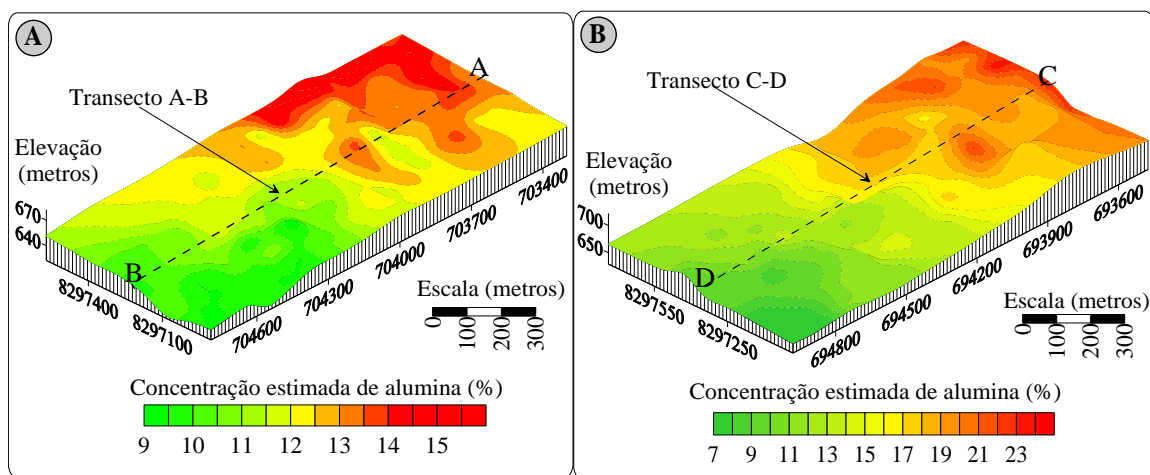 A
A
Transecto A-B
Elevação
(metros)
670
640
B
8297400
8297100
704600
704300
704000
703700
703400
Escala (metros)
0
100
200
300
Concentração estimada de alumina (%)
9 10 11 12 13 14 15
B
C
Transecto C-D
Elevação
(metros)
700
650
D
8297550
8297250
694800
694500
694200
693900
693600
Escala (metros)
0
100
200
300
Concentração estimada de alumina (%)
7 9 11 13 15 17 19 21 23